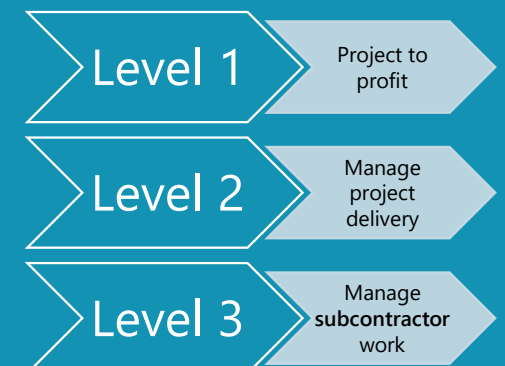 Level 1
Project to
profit
Level 2
Manage
project
delivery
Level 3
Manage
subcontractor
work